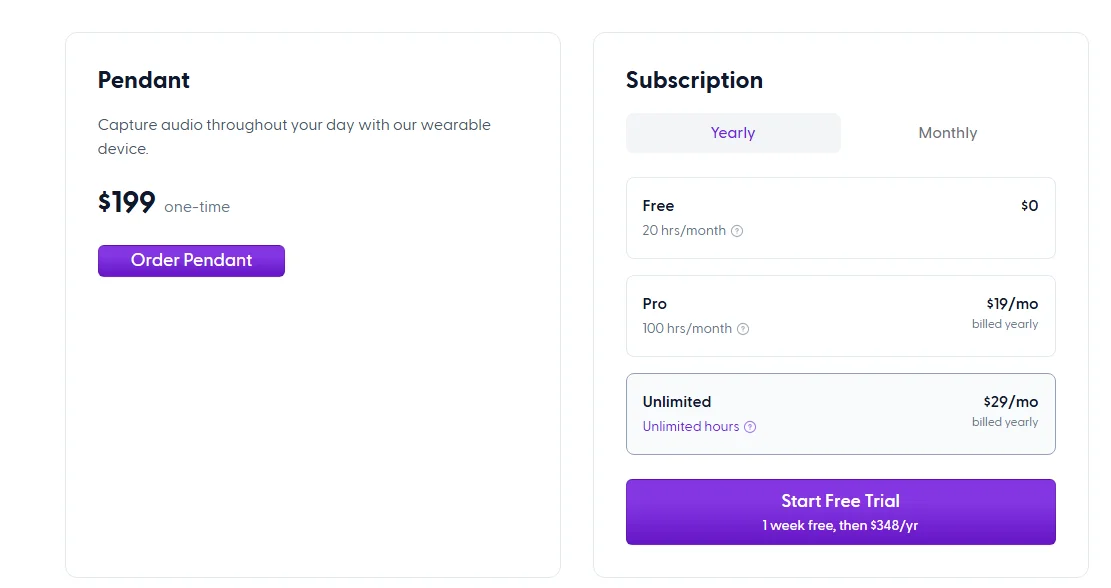 Pendant
Capture audio throughout your day with our wearable
device.
$199 one-time
Order Pendant
Subscription
Yearly
Monthly
Free
$0
20 hrs/month ?
Pro
$19/mo
100 hrs/month ?
billed yearly
Unlimited
$29/mo
Unlimited hours ?
billed yearly
Start Free Trial
1 week free, then $348/yr